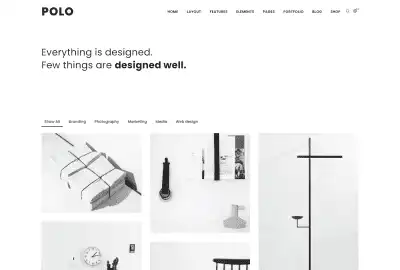 POLO
HOME LAYOUT FEATURES ELEMENTS PAGES PORTFOLIO BLOG SHOP
Everything is designed.
Few things are designed well.
Show All Branding Photography Marketing Media Web design